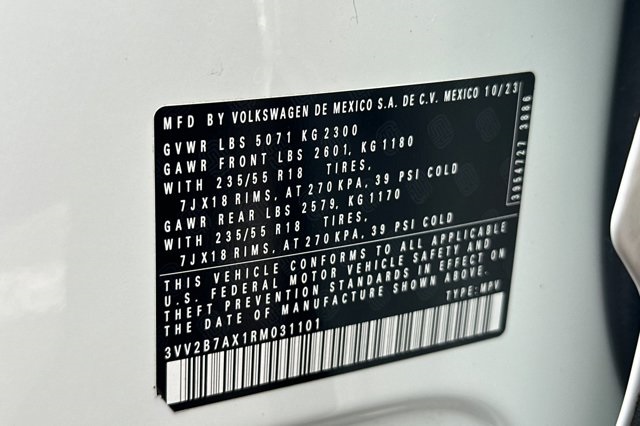 MFD BY VOLKSWAGEN DE MEXICO S.A. DE C.V. MEXICO 10/23
GVWR LBS 5071 KG 2300
GAWR FRONT LBS 2601, KG 1180
WITH 235/55 R18 TIRES,
7JX18 RIMS, AT 270 KPA, 39 PSI COLD
GAWR REAR LBS 2579, KG 1170
WITH 235/55 R18 TIRES,
7JX18 RIMS, AT 270 KPA, 39 PSI COLD
THIS VEHICLE CONFORMS TO ALL APPLICABLE
U.S. FEDERAL MOTOR VEHICLE SAFETY AND
THEFT PREVENTION STANDARDS IN EFFECT ON
THE DATE OF MANUFACTURE SHOWN ABOVE.
3VV2B7AX1RM031101 TYPE: MPV
3954727 3886